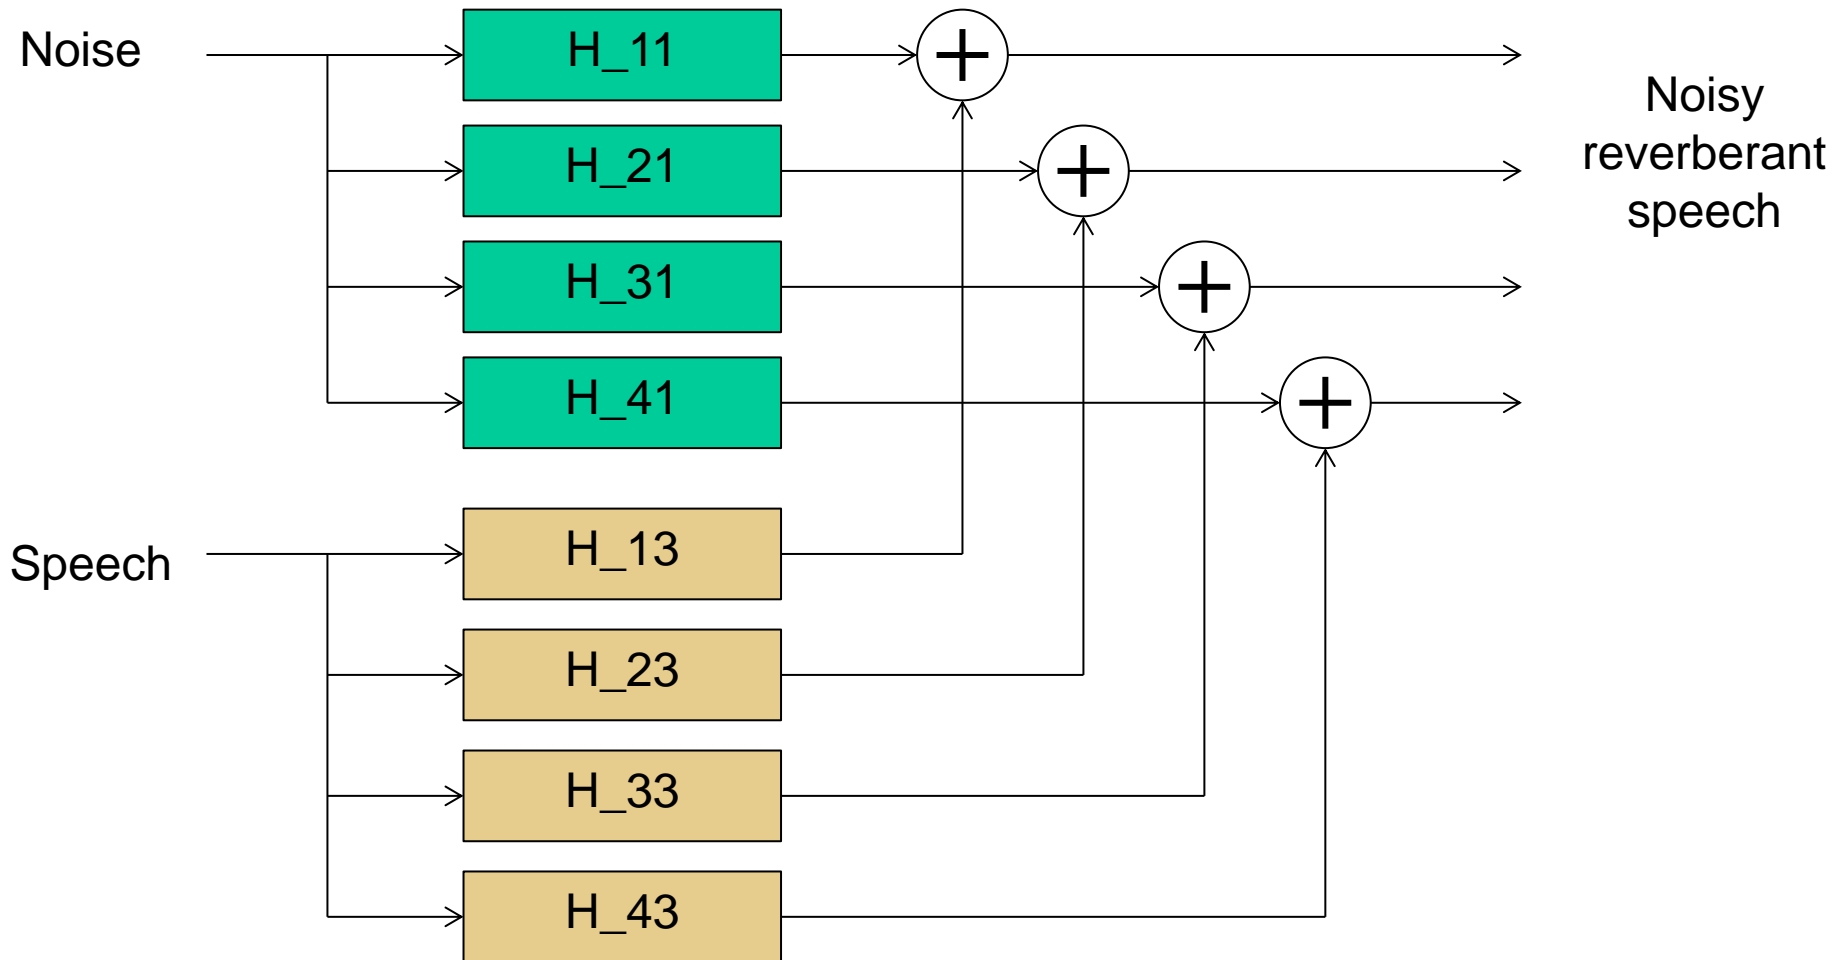 Noise
H_11
H_21
H_31
H_41
Noisy
reverberant
speech
Speech
H_13
H_23
H_33
H_43